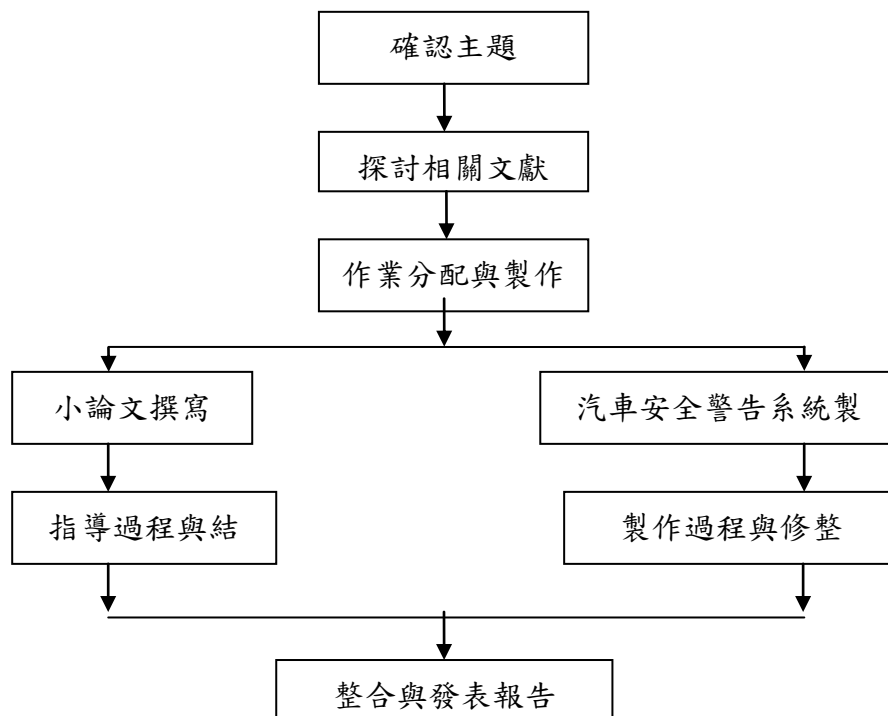 確認主題
探討相關文獻
作業分配與製作
小論文撰寫
汽車安全警告系統製
指導過程與結
製作過程與修整
整合與發表報告